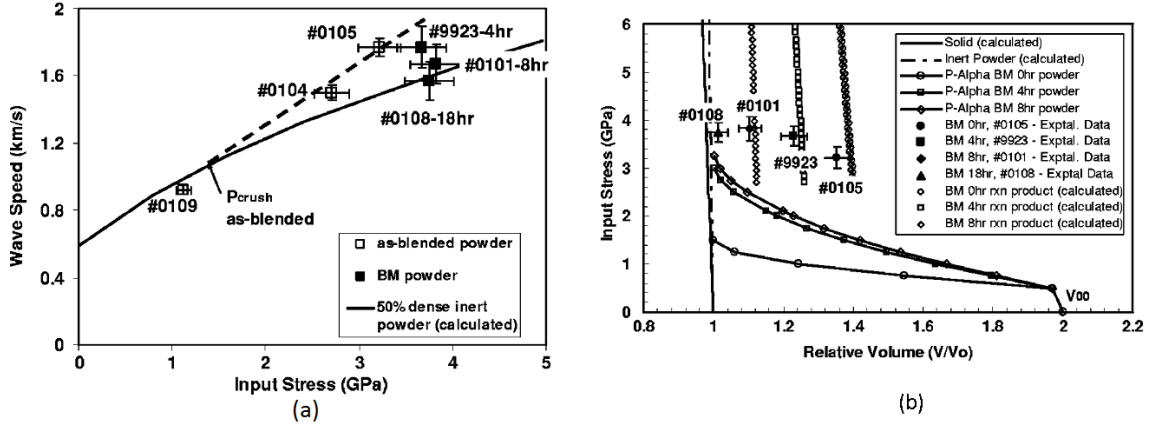 2
1.6
1.2
0.8
0.4
0
0
1
2
3
4
5
Wave Speed (km/s)
Input Stress (GPa)
#0105
#9923-4hr
#0101-8hr
#0104
#0108-18hr
#0109
Pcrush
as-blended
as-blended powder
BM powder
50% dense inert
powder (calculated)
(a)
6
5
4
3
2
1
0
0.8
1
1.2
1.4
1.6
1.8
2
2.2
Input Stress (GPa)
Relative Volume (V/Vo)
#0108
#0101
#9923
#0105
V00
Solid (calculated)
Inert Powder (calculated)
P-Alpha BM 0hr powder
P-Alpha BM 4hr powder
P-Alpha BM 8hr powder
BM 0hr, #0105 - Exptal. Data
BM 4hr, #9923 - Exptal. Data
BM 8hr, #0101 - Exptal. Data
BM 18hr, #0108 - Exptal Data
BM 0hr rxn product (calculated)
BM 4hr rxn product (calculated)
BM 8hr rxn product (calculated)
(b)